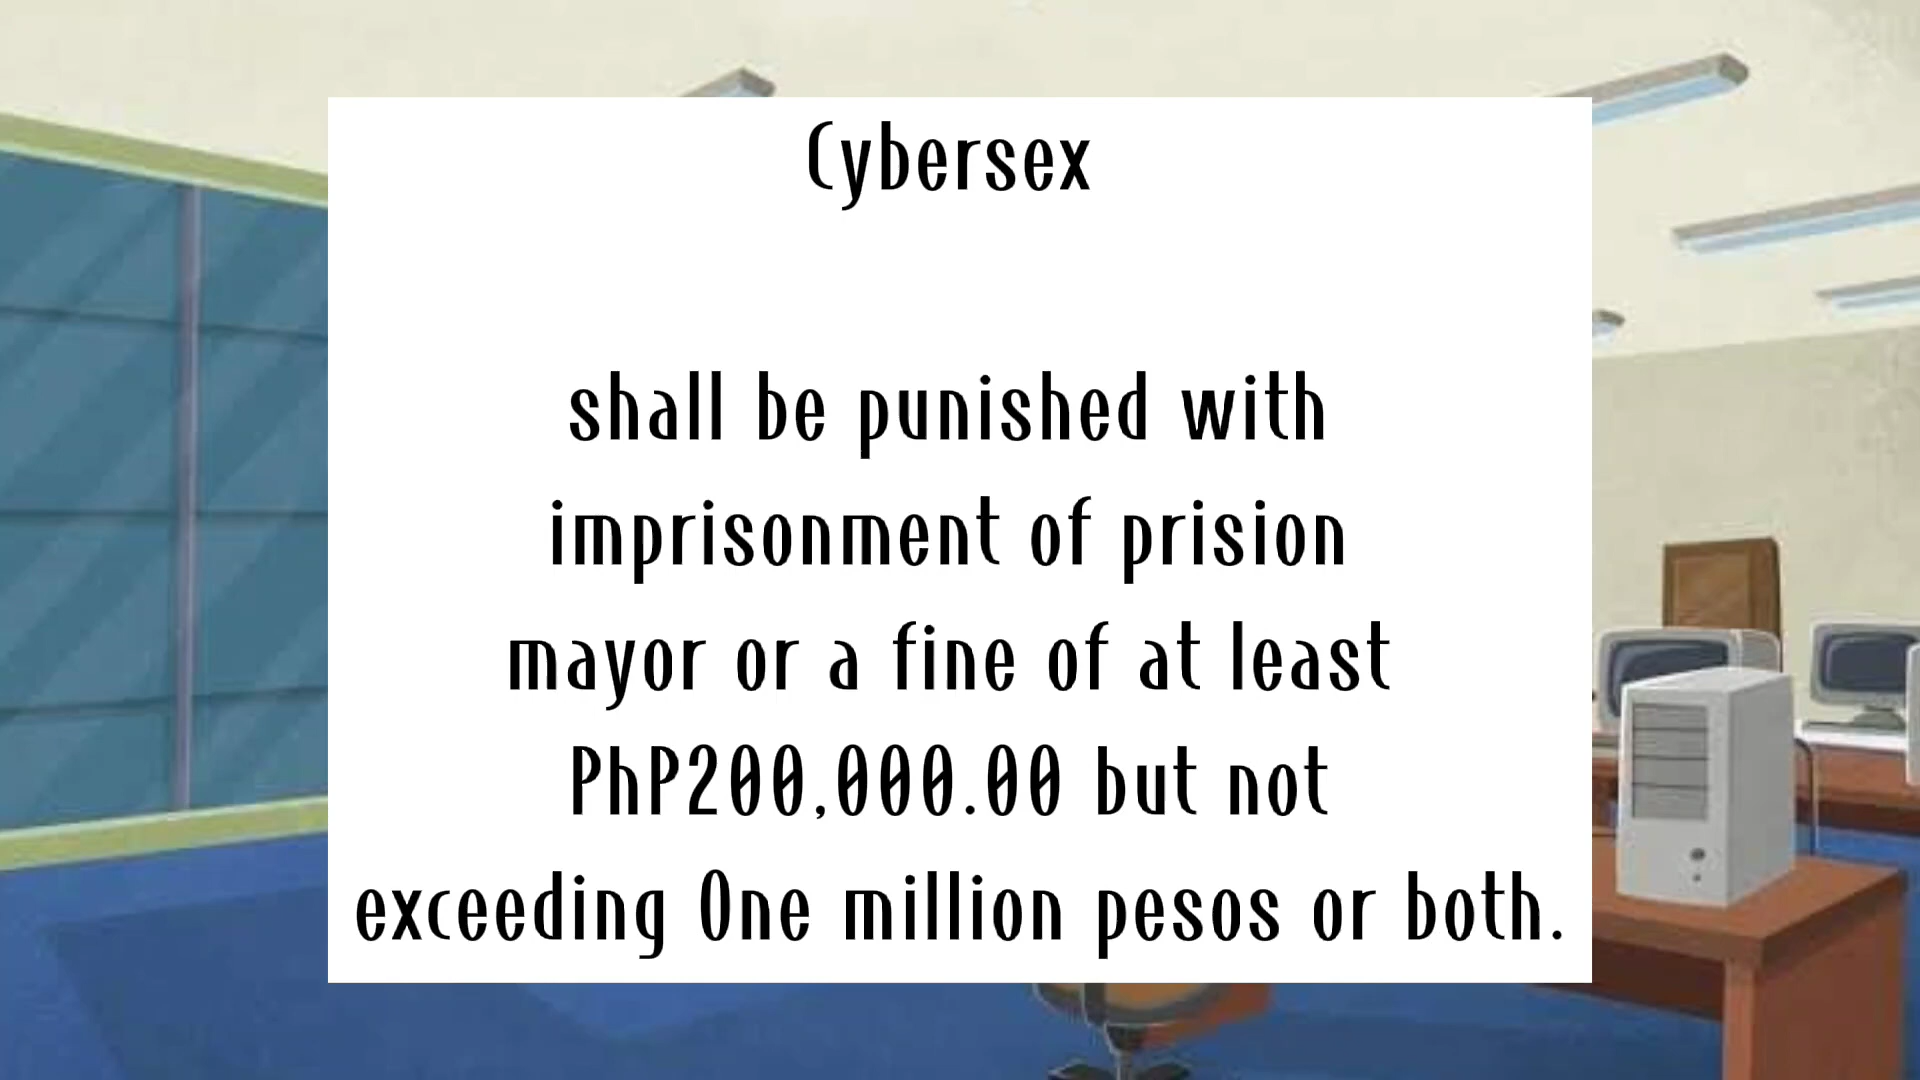 Cybersex
shall be punished with
imprisonment of prision
mayor or a fine of at least
PhP200,000.00 but not
exceeding One million pesos or both.